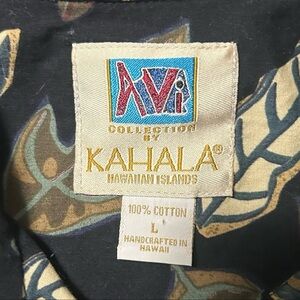 AVi
COLLECTION
BY
KAHALA®
HAWAIIAN ISLANDS
100% COTTON
L
HANDCRAFTED IN
HAWAII